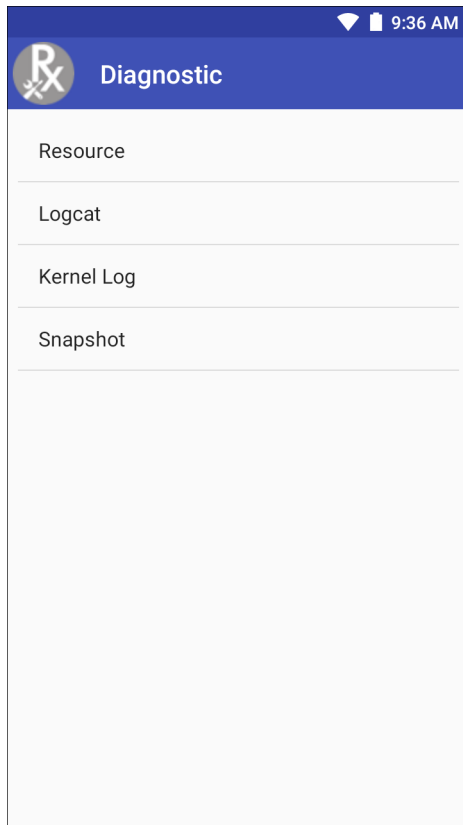 9:36 AM
Rx
Diagnostic
Resource
Logcat
Kernel Log
Snapshot